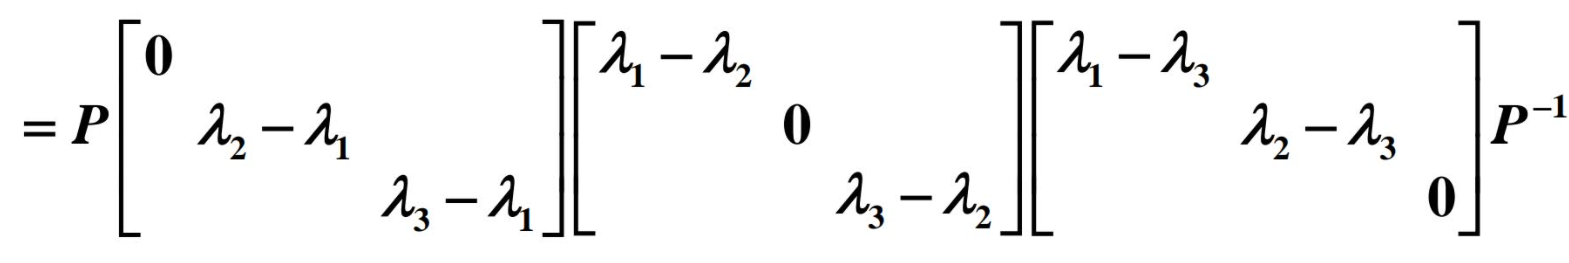 = P [ 0 ] [ λ₁ − λ₂ ] [ λ₁ − λ₃ ] P⁻¹
λ₂ − λ₁ 0 λ₂ − λ₃
λ₃ − λ₁ λ₃ − λ₂ 0